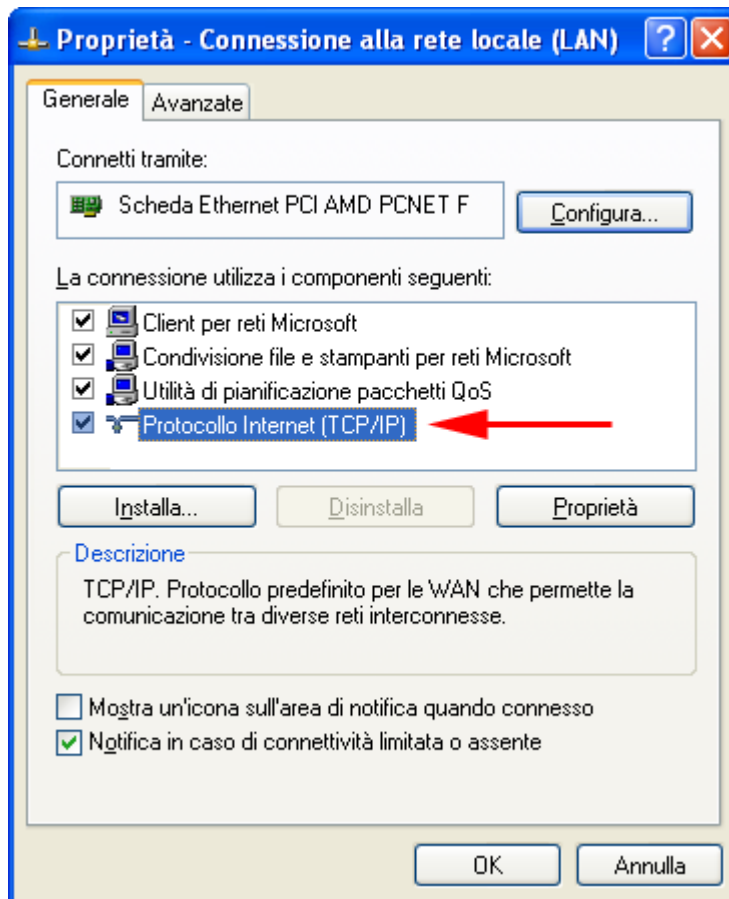 Proprietà - Connessione alla rete locale (LAN)
Generale
Avanzate
Connetti tramite:
Scheda Ethernet PCI AMD PCNET F
Configura...
La connessione utilizza i componenti seguenti:
Client per reti Microsoft
Condivisione file e stampanti per reti Microsoft
Utilità di pianificazione pacchetti QoS
Protocollo Internet (TCP/IP)
Installa...
Disinstalla
Proprietà
Descrizione
TCP/IP. Protocollo predefinito per le WAN che permette la
comunicazione tra diverse reti interconnesse.
Mostra un'icona sull'area di notifica quando connesso
Notifica in caso di connettività limitata o assente
OK
Annulla